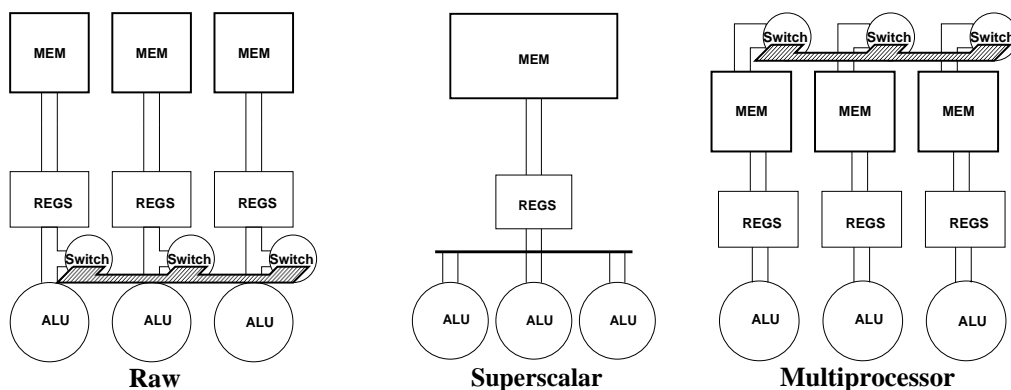 MEM MEM MEM
REGS REGS REGS
Switch Switch Switch
ALU ALU ALU
Raw
MEM
REGS
ALU ALU ALU
Superscalar
Switch Switch Switch
MEM MEM MEM
REGS REGS REGS
ALU ALU ALU
Multiprocessor